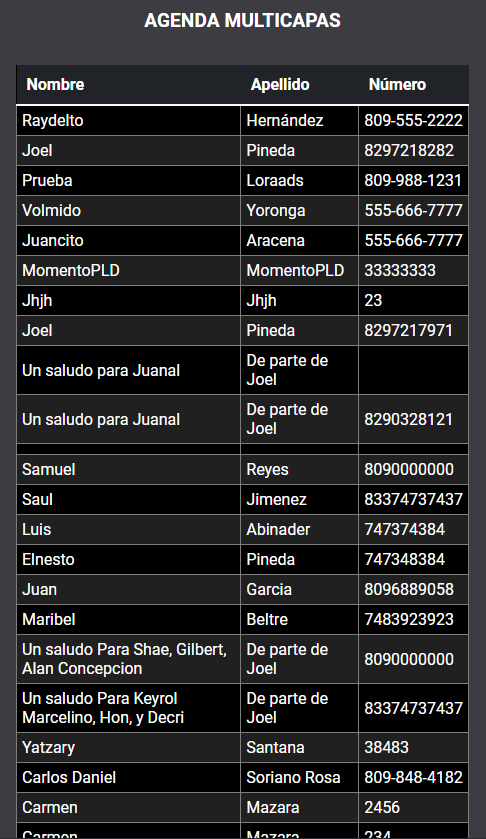 AGENDA MULTICAPAS
Nombre Apellido Número
Raydelto Hernández 809-555-2222
Joel Pineda 8297218282
Prueba Loraads 809-988-1231
Volmido Yoronga 555-666-7777
Juancito Aracena 555-666-7777
MomentoPLD MomentoPLD 33333333
Jhjh Jhjh 23
Joel Pineda 8297217971
Un saludo para Juanal De parte de
Joel
Un saludo para Juanal De parte de
Joel 8290328121
Samuel Reyes 8090000000
Saul Jimenez 83374737437
Luis Abinader 747374384
Elnesto Pineda 747348384
Juan Garcia 8096889058
Maribel Beltre 7483923923
Un saludo Para Shae, Gilbert, De parte de
Alan Concepcion Joel 8090000000
Un saludo Para Keyrol De parte de
Marcelino, Hon, y Decri Joel 83374737437
Yatzary Santana 38483
Carlos Daniel Soriano Rosa 809-848-4182
Carmen Mazara 2456
Carmen Mazara 234